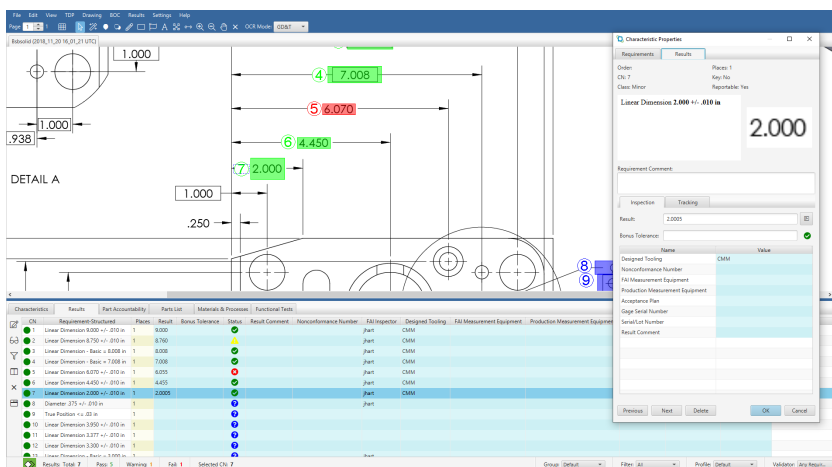 File Edit View TDP Drawing BOC Results Settings Help
Page 1 1 OCR Mode: GD&T
Bsbsolid (2018_11_20 16_01_21 UTC)
1.000
1.000
.938
DETAIL A
4 7.008
5 6.070
6 4.450
7 2.000
1.000
.250
8
9
Characteristic Properties
Requirements Results
Order: Places: 1
CN: 7 Key: No
Class: Minor Reportable: Yes
Linear Dimension 2.000 +/- .010 in
2.000
Requirement Comment:
Inspection Tracking
Result: 2.0005
Bonus Tolerance:
Name Value
Designed Tooling CMM
Nonconformance Number
FAI Measurement Equipment
Production Measurement Equipment
Acceptance Plan
Gage Serial Number
Serial/Lot Number
Result Comment
Previous Next Delete OK Cancel
Characteristics Results Part Accountability Parts List Materials & Processes Functional Tests
CN Requirement-Structured Places Result Bonus Tolerance Status Result Comment Nonconformance Number FAI Inspector Designed Tooling FAI Measurement Equipment Production Measurement Equipme
1 Linear Dimension 9.000 +/- .010 in 1 9.000 jhart CMM
2 Linear Dimension 8.750 +/- .010 in 1 8.760 jhart CMM
3 Linear Dimension - Basic = 8.008 in 1 8.008 jhart CMM
4 Linear Dimension - Basic = 7.008 in 1 7.008 jhart CMM
5 Linear Dimension 6.070 +/- .010 in 1 6.055 jhart CMM
6 Linear Dimension 4.450 +/- .010 in 1 4.455 jhart CMM
7 Linear Dimension 2.000 +/- .010 in 1 2.0005 jhart CMM
8 Diameter .375 +/- .010 in 1 jhart
9 True Position <= .03 in 1
10 Linear Dimension 3.950 +/- .010 in 1
11 Linear Dimension 3.377 +/- .010 in 1
12 Linear Dimension 3.300 +/- .010 in 1
Results: Total 7 Pass: 5 Warning: 1 Fail: 1 Selected CN: 7 Group: Default Filter: All Profile: Default Validator: (Any Requir...